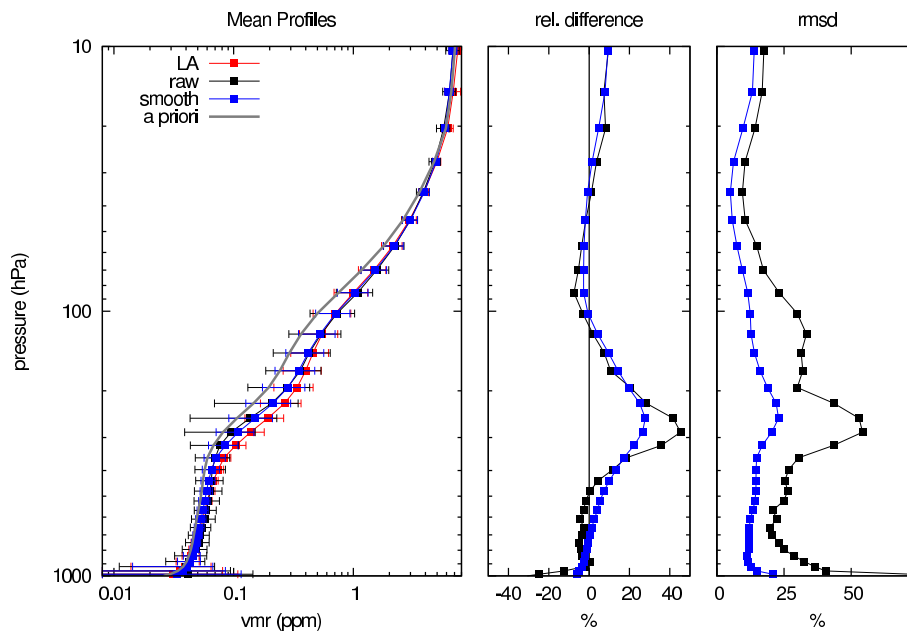 Mean Profiles
rel. difference
rmsd
10
100
1000
pressure (hPa)
LA
raw
smooth
a priori
0.01
0.1
1
vmr (ppm)
-40
-20
0
20
40
%
0
25
50
%